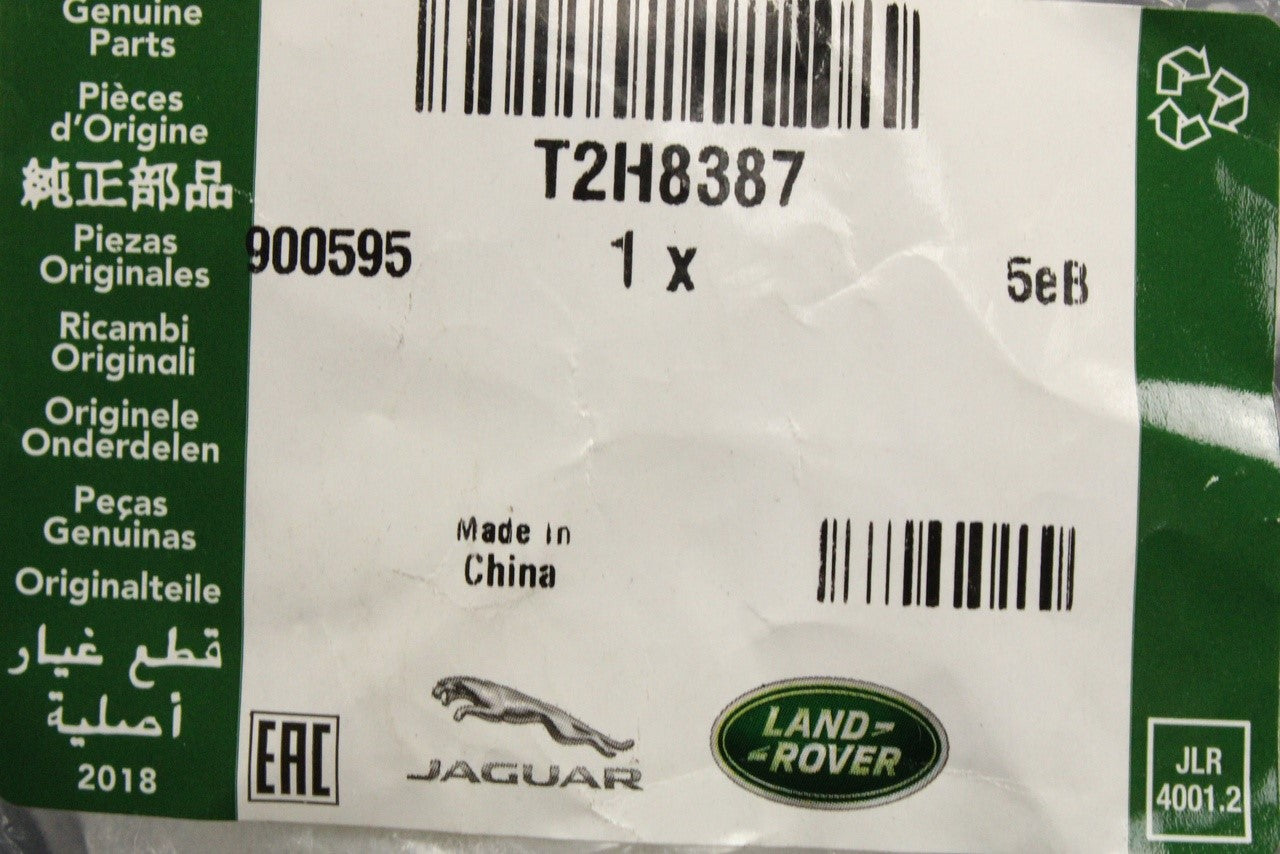 Genuine
Parts
Pièces
d'Origine
純正部品
Piezas
Originales
Ricambi
Originali
Originele
Onderdelen
Peças
Genuinas
Originalteile
قطع غيار
أصلية
2018
T2H8387
900595
1 x
5eB
Made in
China
EAC
JAGUAR
LAND-
-ROVER
JLR
4001.2